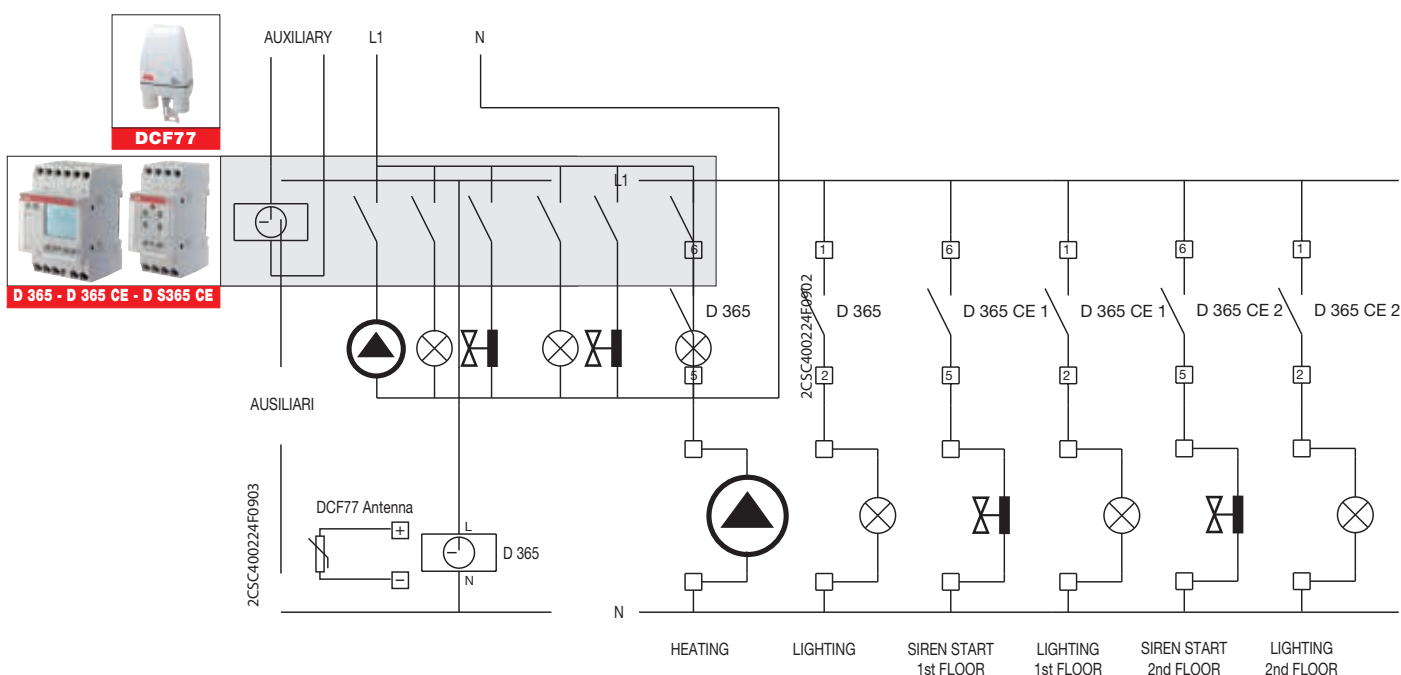 AUXILIARY L1 N
DCF77
D 365 - D 365 CE - D S365 CE
L1
6 1 6 1 6 1
D 365 D 365 D 365 CE 1 D 365 CE 1 D 365 CE 2 D 365 CE 2
2CSC400224F0902
5 2 5 2 5 2
AUSILIARI
2CSC400224F0903
DCF77 Antenna
+
−
L
D 365
N
N
HEATING
LIGHTING
SIREN START
1st FLOOR
LIGHTING
1st FLOOR
SIREN START
2nd FLOOR
LIGHTING
2nd FLOOR